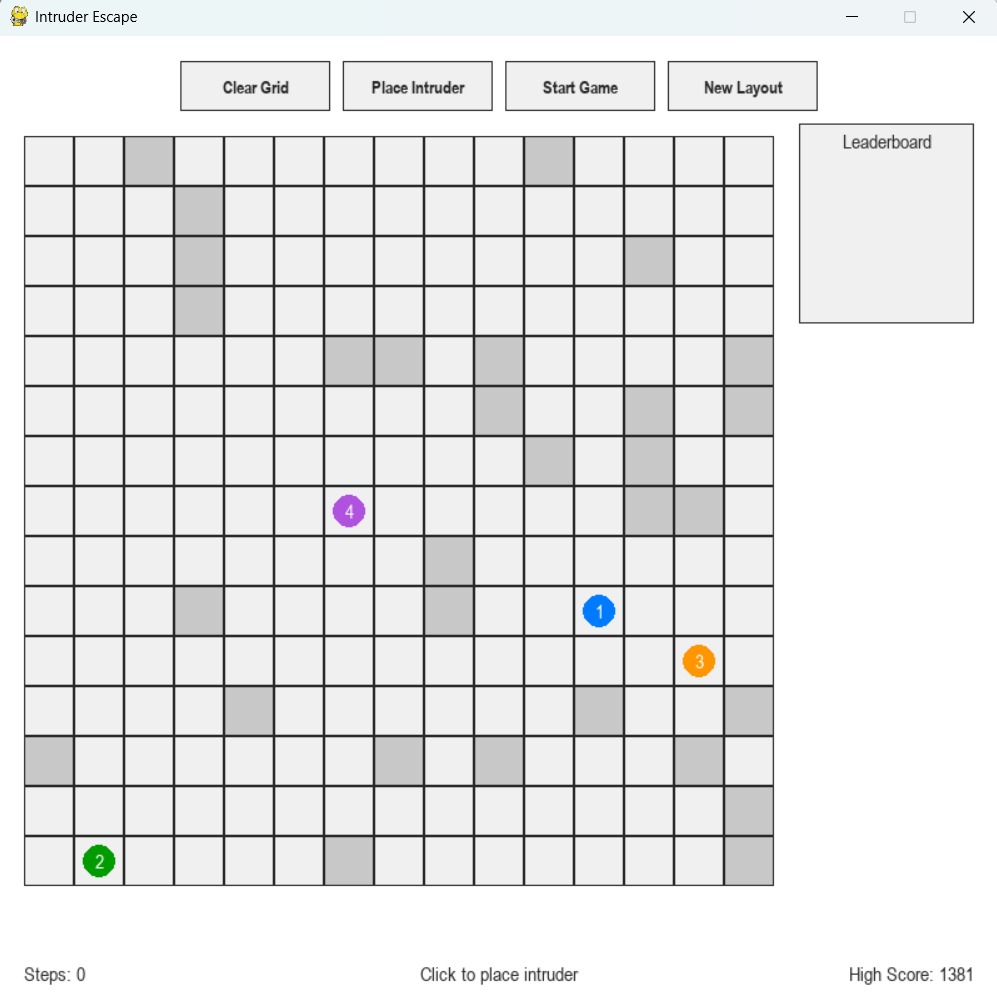 Intruder Escape
Clear Grid
Place Intruder
Start Game
New Layout
Leaderboard
4
1
3
2
Steps: 0
Click to place intruder
High Score: 1381